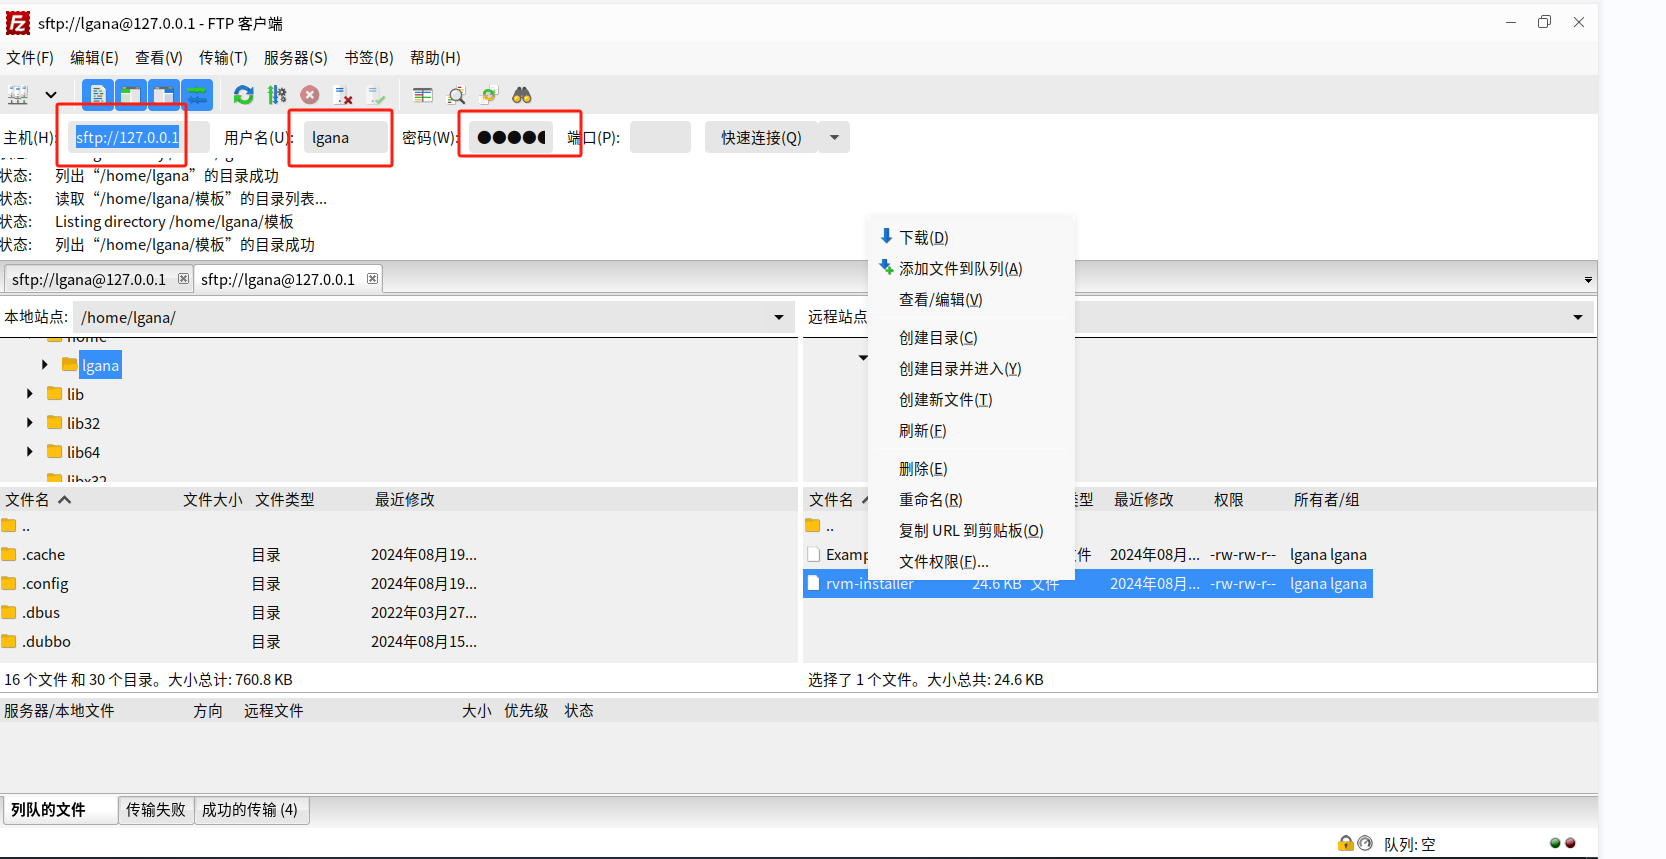 sftp://lgana@127.0.0.1 - FTP 客户端
文件(F) 编辑(E) 查看(V) 传输(T) 服务器(S) 书签(B) 帮助(H)
主机(H): sftp://127.0.0.1 用户名(U): lgana 密码(W): ●●●●● 端口(P): 快速连接(Q)
状态: 列出“/home/lgana”的目录成功
状态: 读取“/home/lgana/模板”的目录列表...
状态: Listing directory /home/lgana/模板
状态: 列出“/home/lgana/模板”的目录成功
sftp://lgana@127.0.0.1 sftp://lgana@127.0.0.1
本地站点: /home/lgana/
home
lgana
lib
lib32
lib64
libx32
文件名 文件大小 文件类型 最近修改
..
.cache 目录 2024年08月19...
.config 目录 2024年08月19...
.dbus 目录 2022年03月27...
.dubbo 目录 2024年08月15...
16 个文件 和 30 个目录。大小总计: 760.8 KB
远程站点
下载(D)
添加文件到队列(A)
查看/编辑(V)
创建目录(C)
创建目录并进入(Y)
创建新文件(T)
刷新(F)
删除(E)
重命名(R)
复制 URL 到剪贴板(O)
文件权限(F)...
文件名 类型 最近修改 权限 所有者/组
..
Examp 文件 2024年08月... -rw-rw-r-- lgana lgana
rvm-installer 24.6 KB 文件 2024年08月... -rw-rw-r-- lgana lgana
选择了 1 个文件。大小总共: 24.6 KB
服务器/本地文件 方向 远程文件 大小 优先级 状态
列队的文件 传输失败 成功的传输 (4)
队列: 空